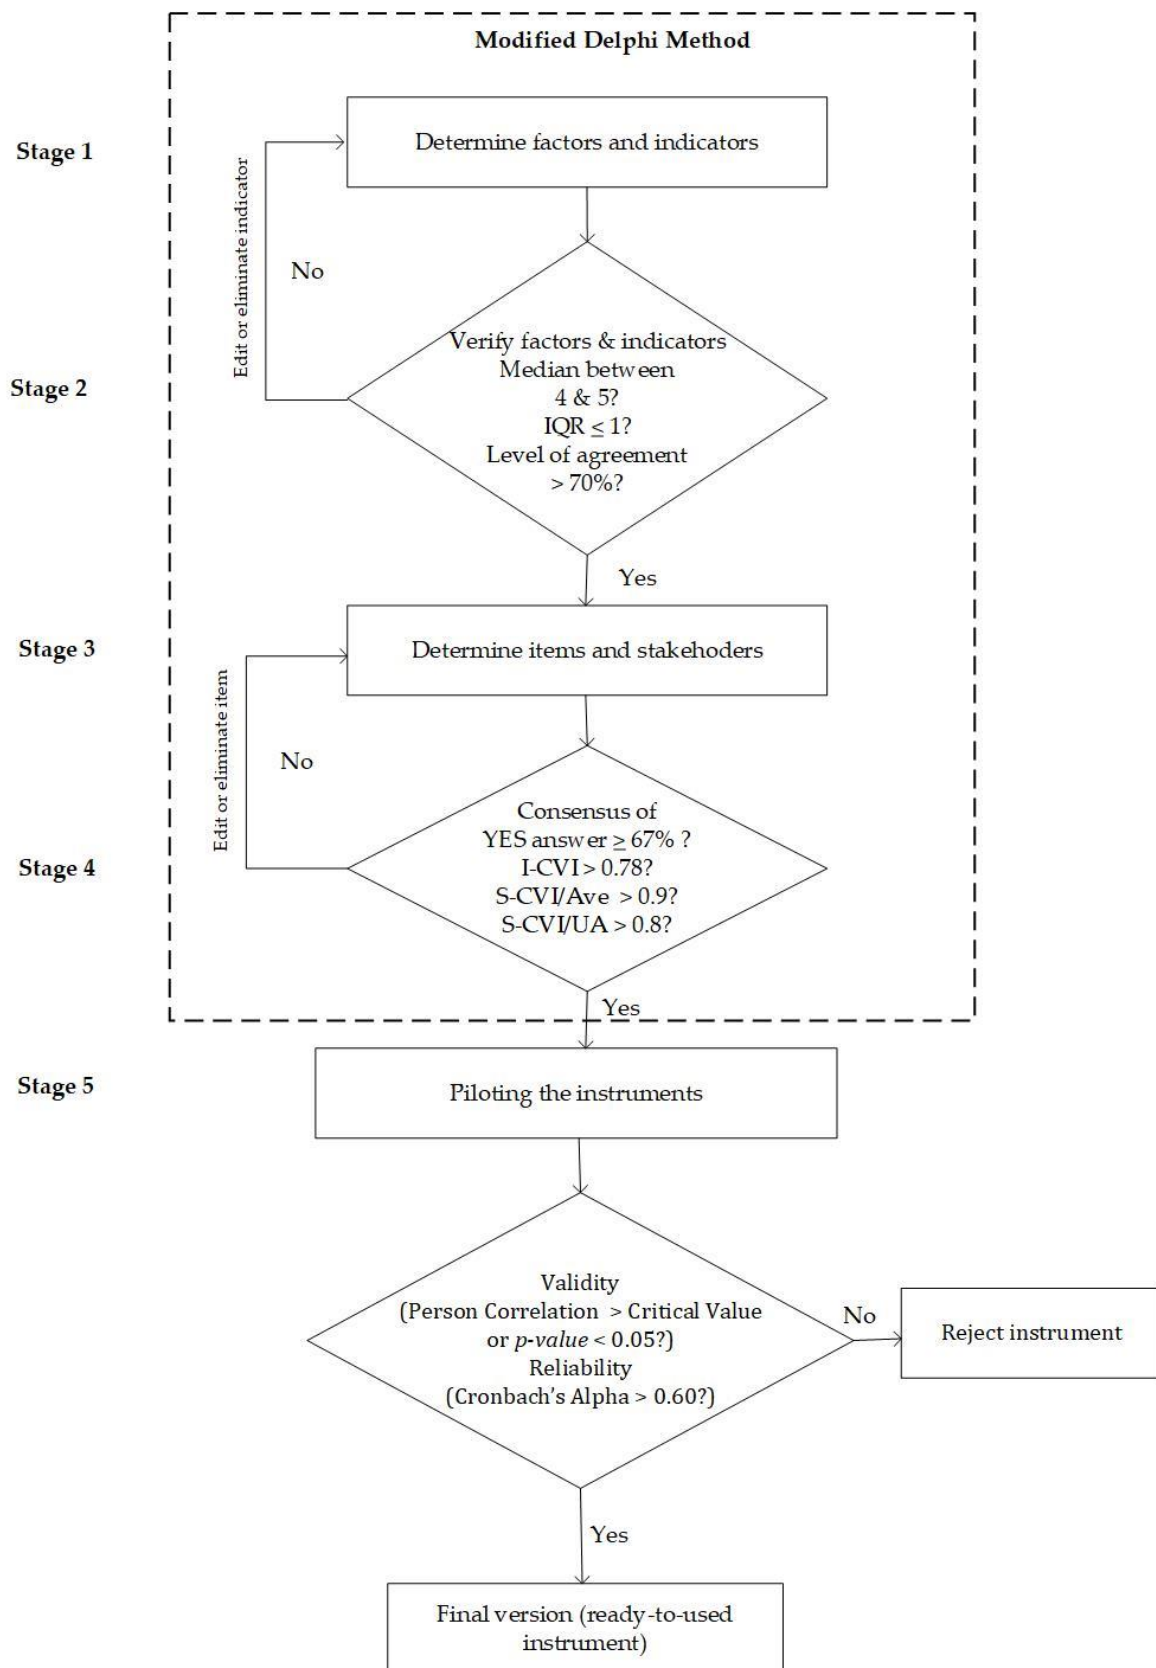 Modified Delphi Method
Stage 1
Determine factors and indicators
Edit or eliminate indicator
No
Stage 2
Verify factors & indicators
Median between
4 & 5?
IQR ≤ 1?
Level of agreement
> 70%?
Yes
Stage 3
Determine items and stakehoders
Edit or eliminate item
No
Stage 4
Consensus of
YES answer ≥ 67% ?
I-CVI > 0.78?
S-CVI/Ave > 0.9?
S-CVI/UA > 0.8?
Yes
Stage 5
Piloting the instruments
Validity
(Person Correlation > Critical Value
or p-value < 0.05?)
Reliability
(Cronbach's Alpha > 0.60?)
No
Reject instrument
Yes
Final version (ready-to-used
instrument)